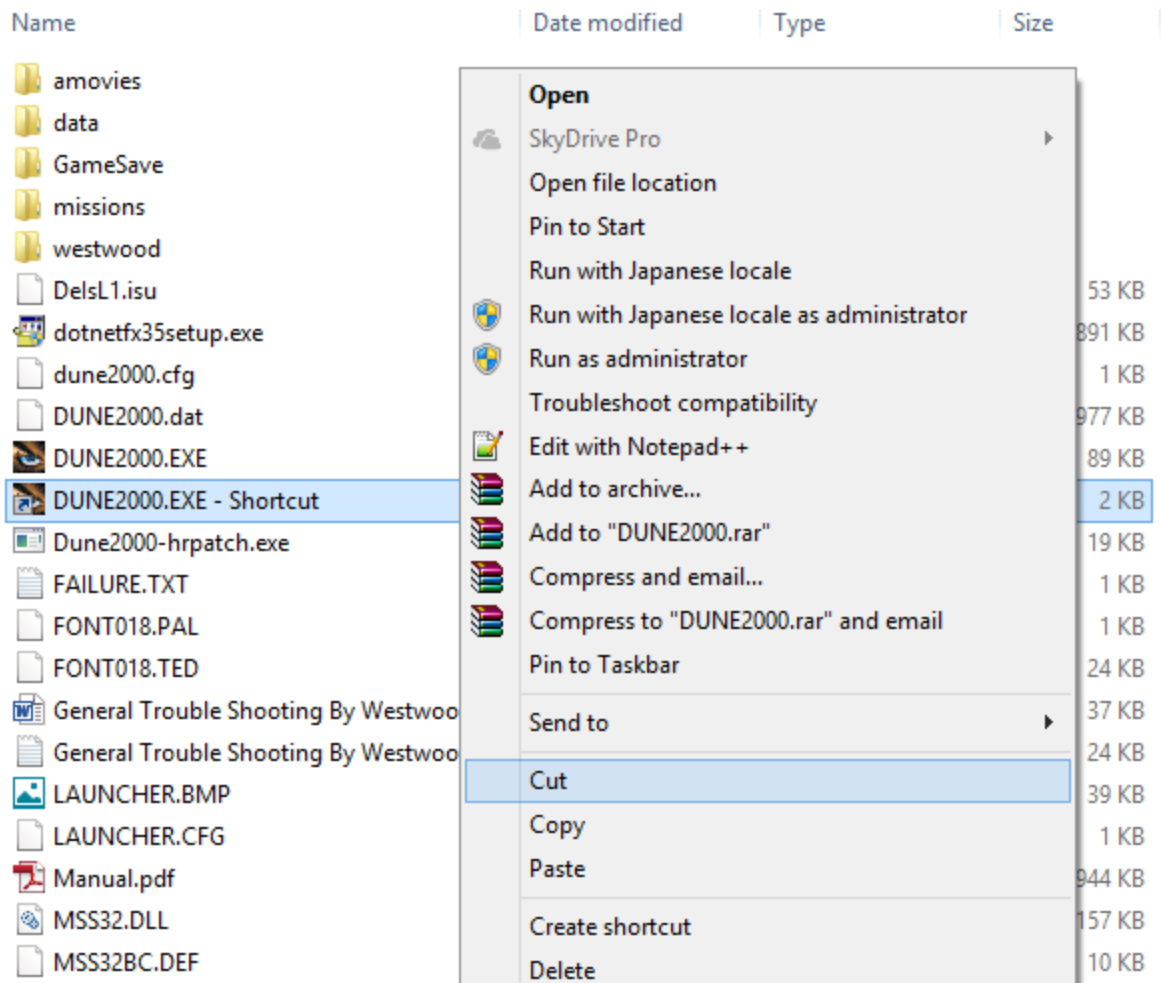 Name Date modified Type Size
amovies
data
GameSave
missions
westwood
DelsL1.isu 53 KB
dotnetfx35setup.exe 891 KB
dune2000.cfg 1 KB
DUNE2000.dat 977 KB
DUNE2000.EXE 89 KB
DUNE2000.EXE - Shortcut 2 KB
Dune2000-hrpatch.exe 19 KB
FAILURE.TXT 1 KB
FONT018.PAL 1 KB
FONT018.TED 24 KB
General Trouble Shooting By Westwoo 37 KB
General Trouble Shooting By Westwoo 24 KB
LAUNCHER.BMP 39 KB
LAUNCHER.CFG 1 KB
Manual.pdf 944 KB
MSS32.DLL 157 KB
MSS32BC.DEF 10 KB
Open
SkyDrive Pro
Open file location
Pin to Start
Run with Japanese locale
Run with Japanese locale as administrator
Run as administrator
Troubleshoot compatibility
Edit with Notepad++
Add to archive...
Add to "DUNE2000.rar"
Compress and email...
Compress to "DUNE2000.rar" and email
Pin to Taskbar
Send to
Cut
Copy
Paste
Create shortcut
Delete